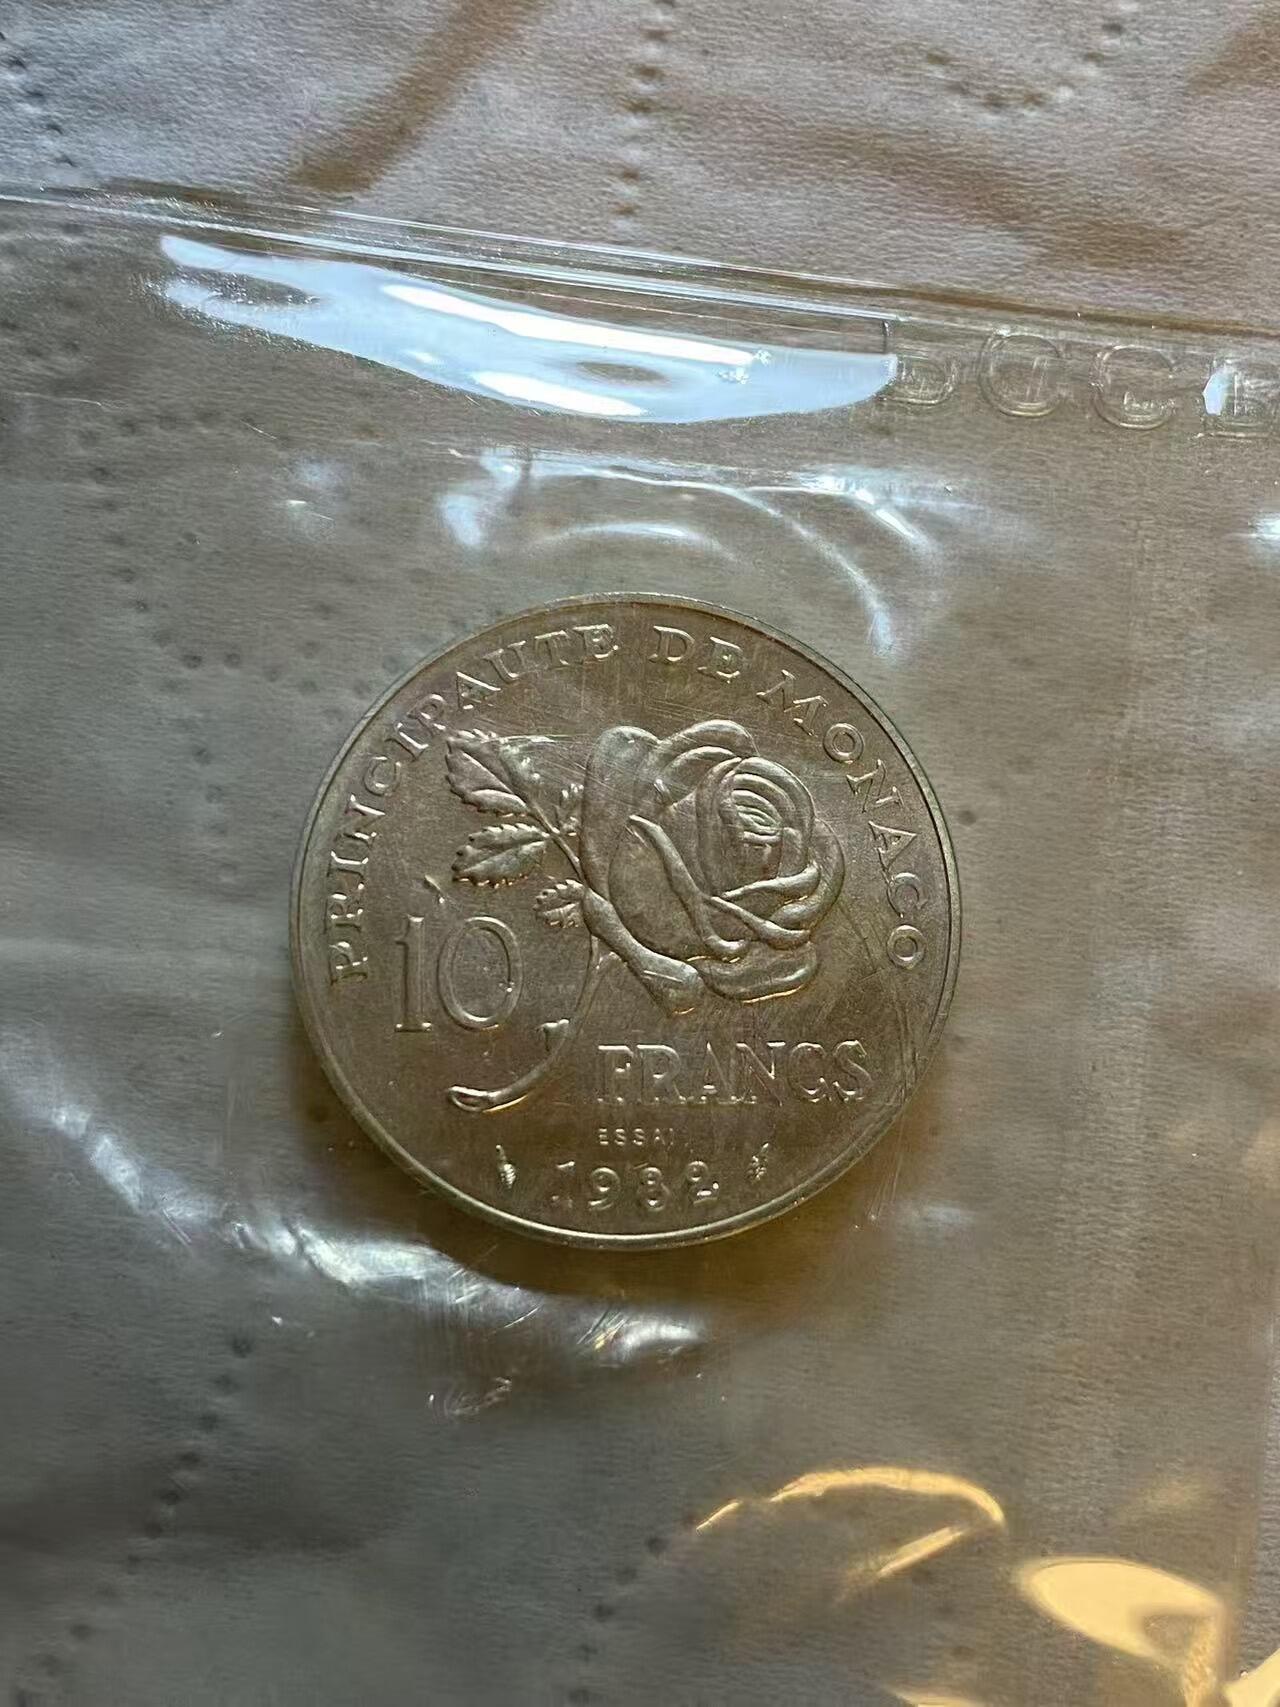 PRINCIPAUTE DE MONACO
10
FRANCS
ESSAI
1982